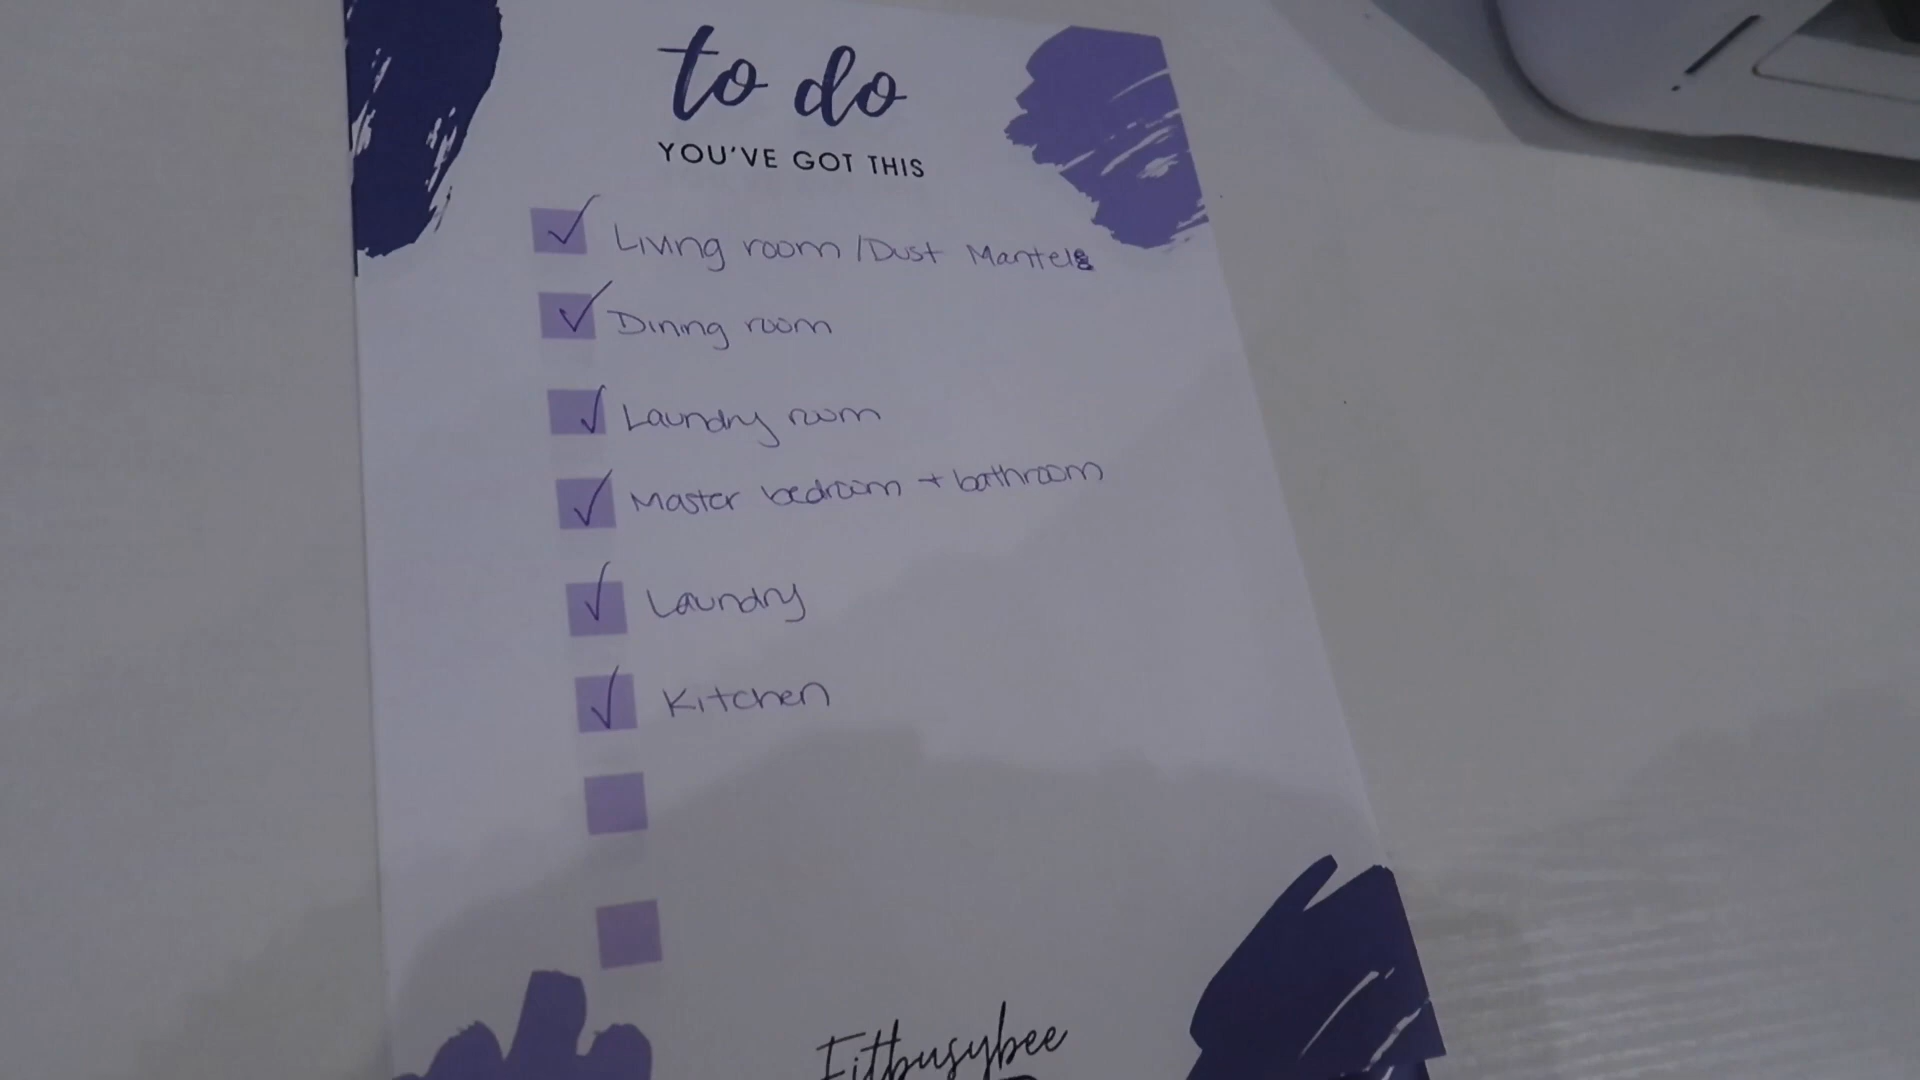 to do
YOU'VE GOT THIS
Living room / Dust Mantels
Dining room
Laundry room
Master bedroom + bathroom
Laundry
Kitchen
Fitbusybee